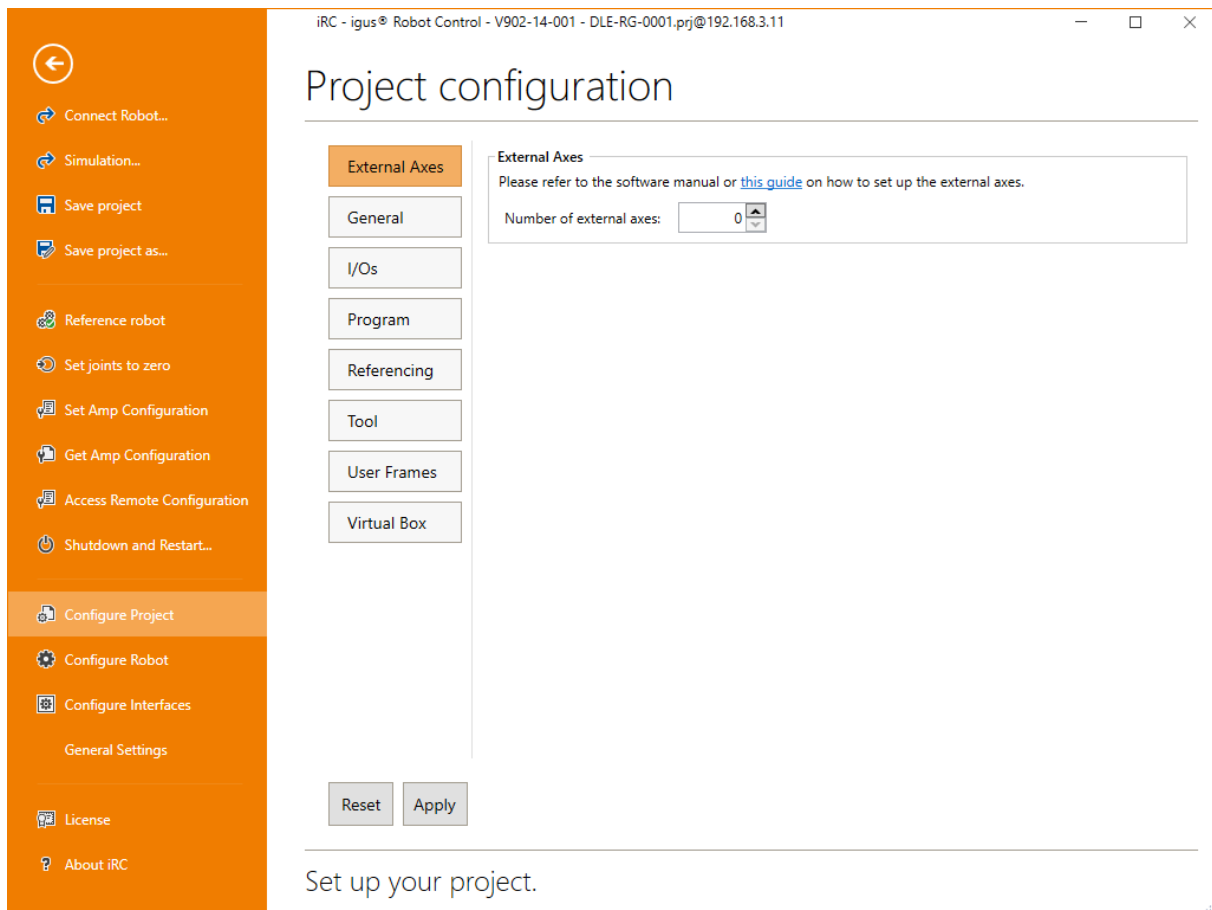 iRC - igus® Robot Control - V902-14-001 - DLE-RG-0001.prj@192.168.3.11
Connect Robot...
Simulation...
Save project
Save project as...
Reference robot
Set joints to zero
Set Amp Configuration
Get Amp Configuration
Access Remote Configuration
Shutdown and Restart...
Configure Project
Configure Robot
Configure Interfaces
General Settings
License
About iRC
Project configuration
External Axes
General
I/Os
Program
Referencing
Tool
User Frames
Virtual Box
External Axes
Please refer to the software manual or this guide on how to set up the external axes.
Number of external axes: 0
Reset Apply
Set up your project.